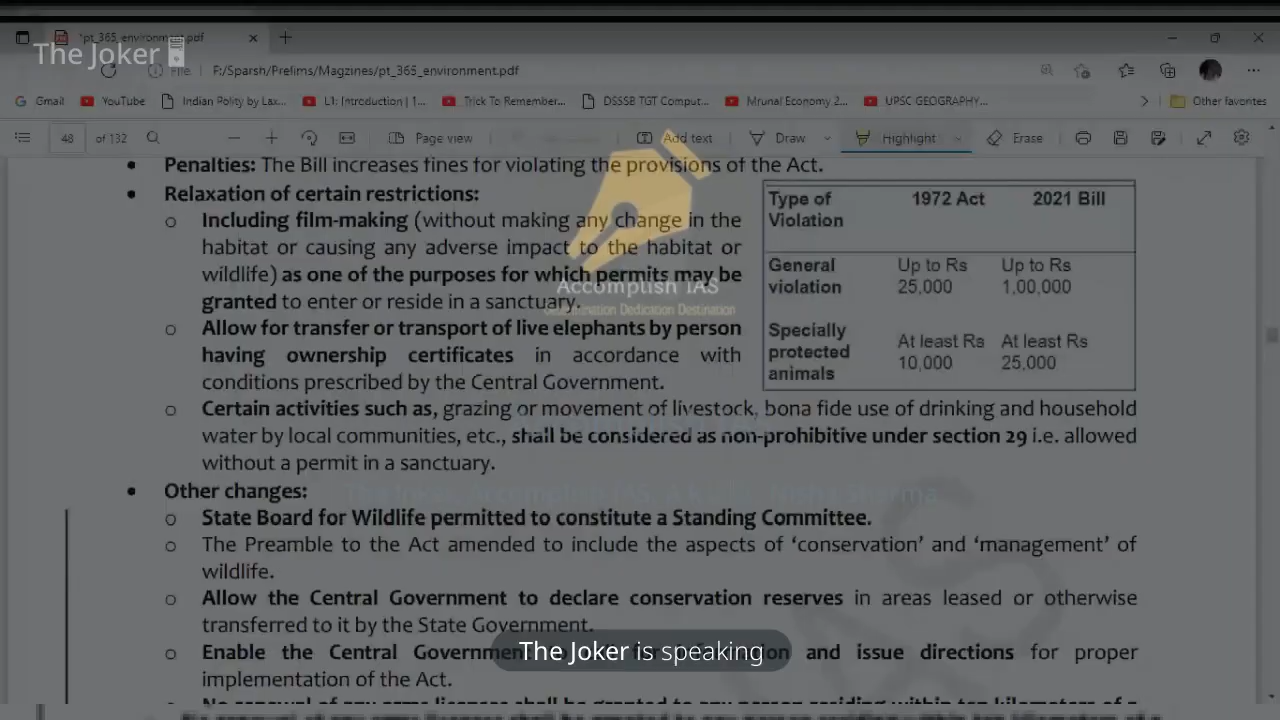 The Joker
*pt_365_environment.pdf
File
F:/Sparsh/Prelims/Magzines/pt_365_environment.pdf
Gmail
YouTube
Indian Polity by Lax...
L1: Introduction | 1...
Trick To Remember...
DSSSB TGT Comput...
Mrunal Economy 2...
UPSC GEOGRAPHY...
Other favorites
48
of 132
Page view
Add text
Draw
Highlight
Erase
• Penalties: The Bill increases fines for violating the provisions of the Act.
• Relaxation of certain restrictions:
o Including film-making (without making any change in the
habitat or causing any adverse impact to the habitat or
wildlife) as one of the purposes for which permits may be
granted to enter or reside in a sanctuary.
o Allow for transfer or transport of live elephants by person
having ownership certificates in accordance with
conditions prescribed by the Central Government.
Type of Violation 1972 Act 2021 Bill
General violation Up to Rs 25,000 Up to Rs 1,00,000
Specially protected animals At least Rs 10,000 At least Rs 25,000
Accomplish IAS
Determination Dedication Destination
o Certain activities such as, grazing or movement of livestock, bona fide use of drinking and household
water by local communities, etc., shall be considered as non-prohibitive under section 29 i.e. allowed
without a permit in a sanctuary.
• Other changes:
o State Board for Wildlife permitted to constitute a Standing Committee.
o The Preamble to the Act amended to include the aspects of ‘conservation’ and ‘management’ of
wildlife.
o Allow the Central Government to declare conservation reserves in areas leased or otherwise
transferred to it by the State Government.
o Enable the Central Governmen and issue directions for proper
implementation of the Act.
The Joker is speaking